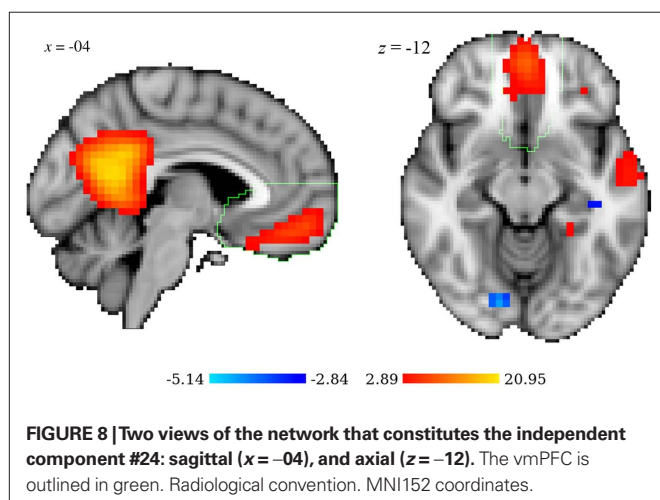 x = -04
z = -12
-5.14 -2.84 2.89 20.95
FIGURE 8 | Two views of the network that constitutes the independent
component #24: sagittal (x = –04), and axial (z = –12). The vmPFC is
outlined in green. Radiological convention. MNI152 coordinates.